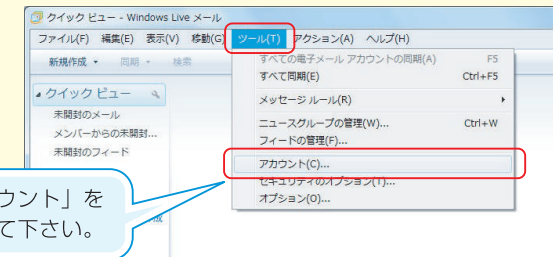 クイック ビュー - Windows Live メール
ファイル(F) 編集(E) 表示(V) 移動(G) ツール(T) アクション(A) ヘルプ(H)
新規作成 同期 検索
すべての電子メール アカウントの同期(A) F5
すべて同期(E) Ctrl+F5
メッセージ ルール(R)
ニュースグループの管理(W)... Ctrl+W
フィードの管理(F)...
アカウント(C)...
セキュリティのオプション(T)...
オプション(O)...
クイック ビュー
未開封のメール
メンバーからの未開封...
未開封のフィード
ウント」を
て下さい。